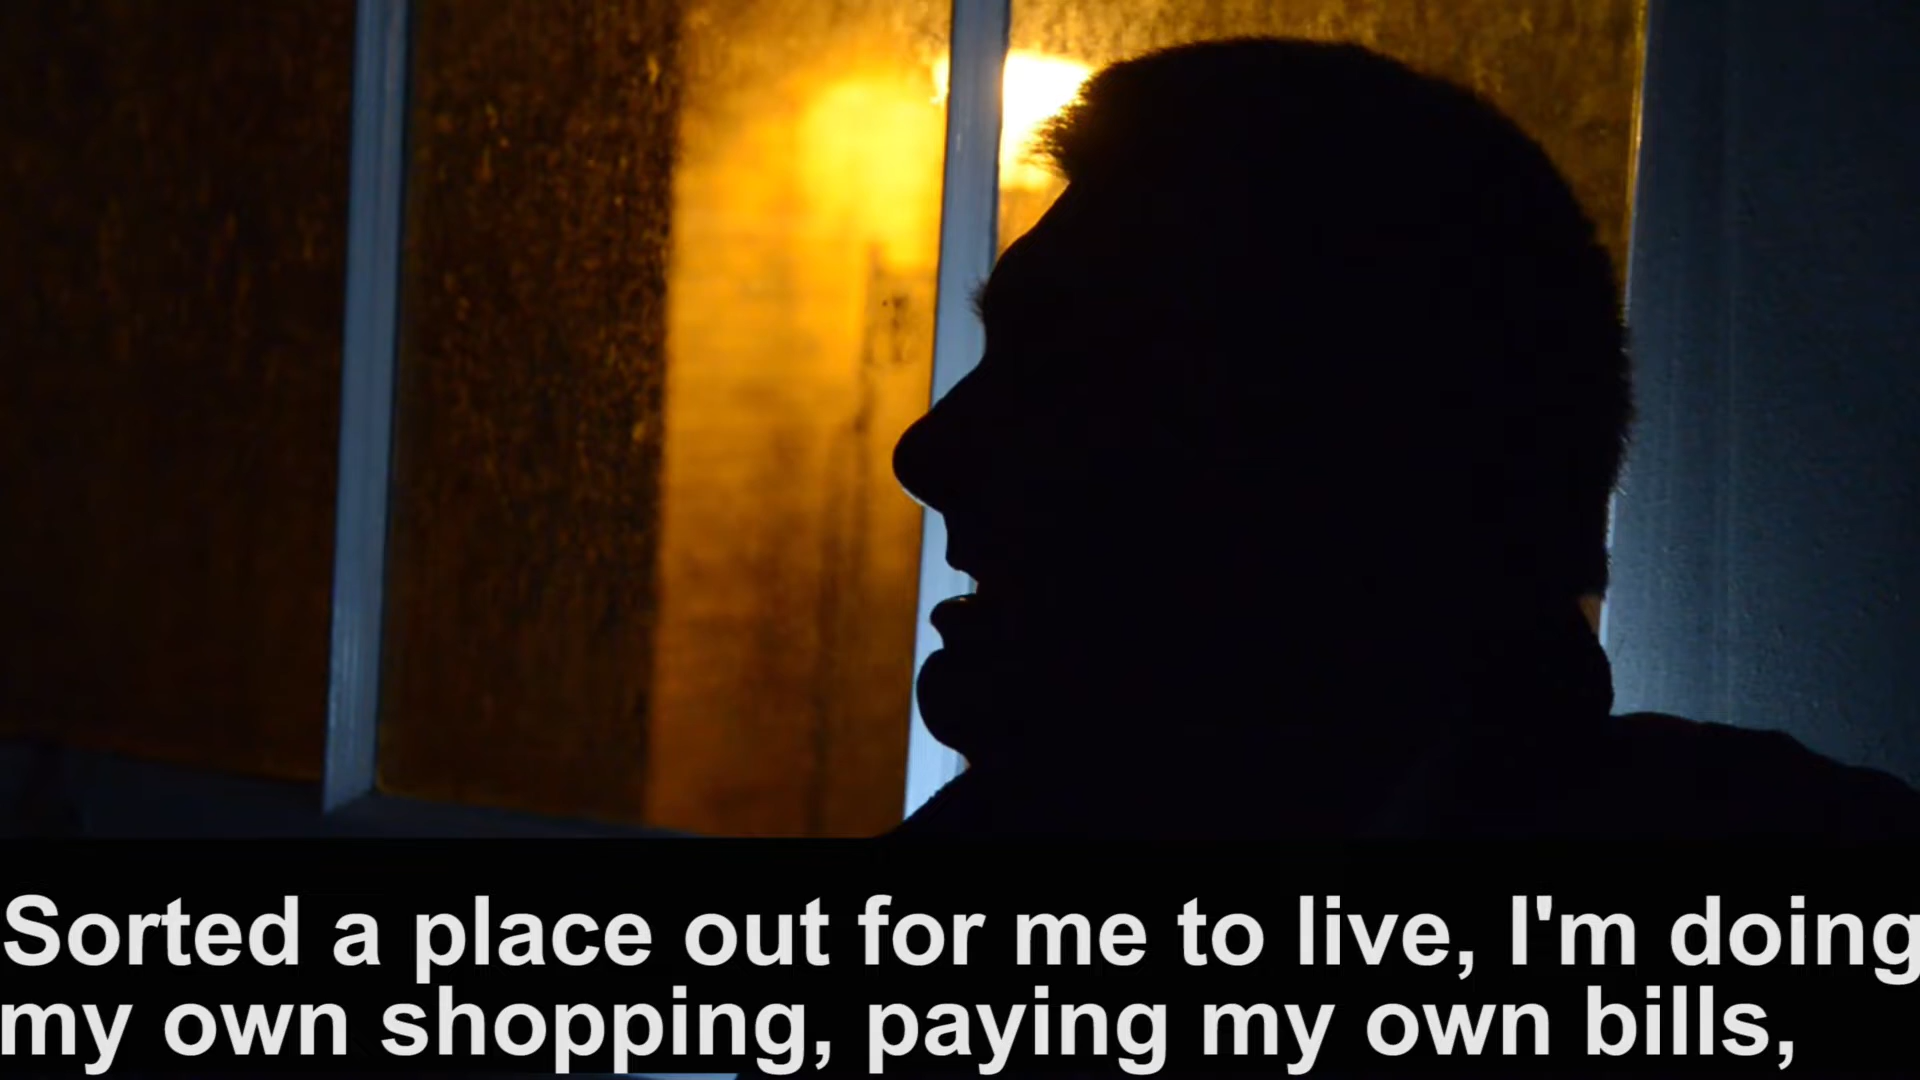 Sorted a place out for me to live, I'm doing
my own shopping, paying my own bills,